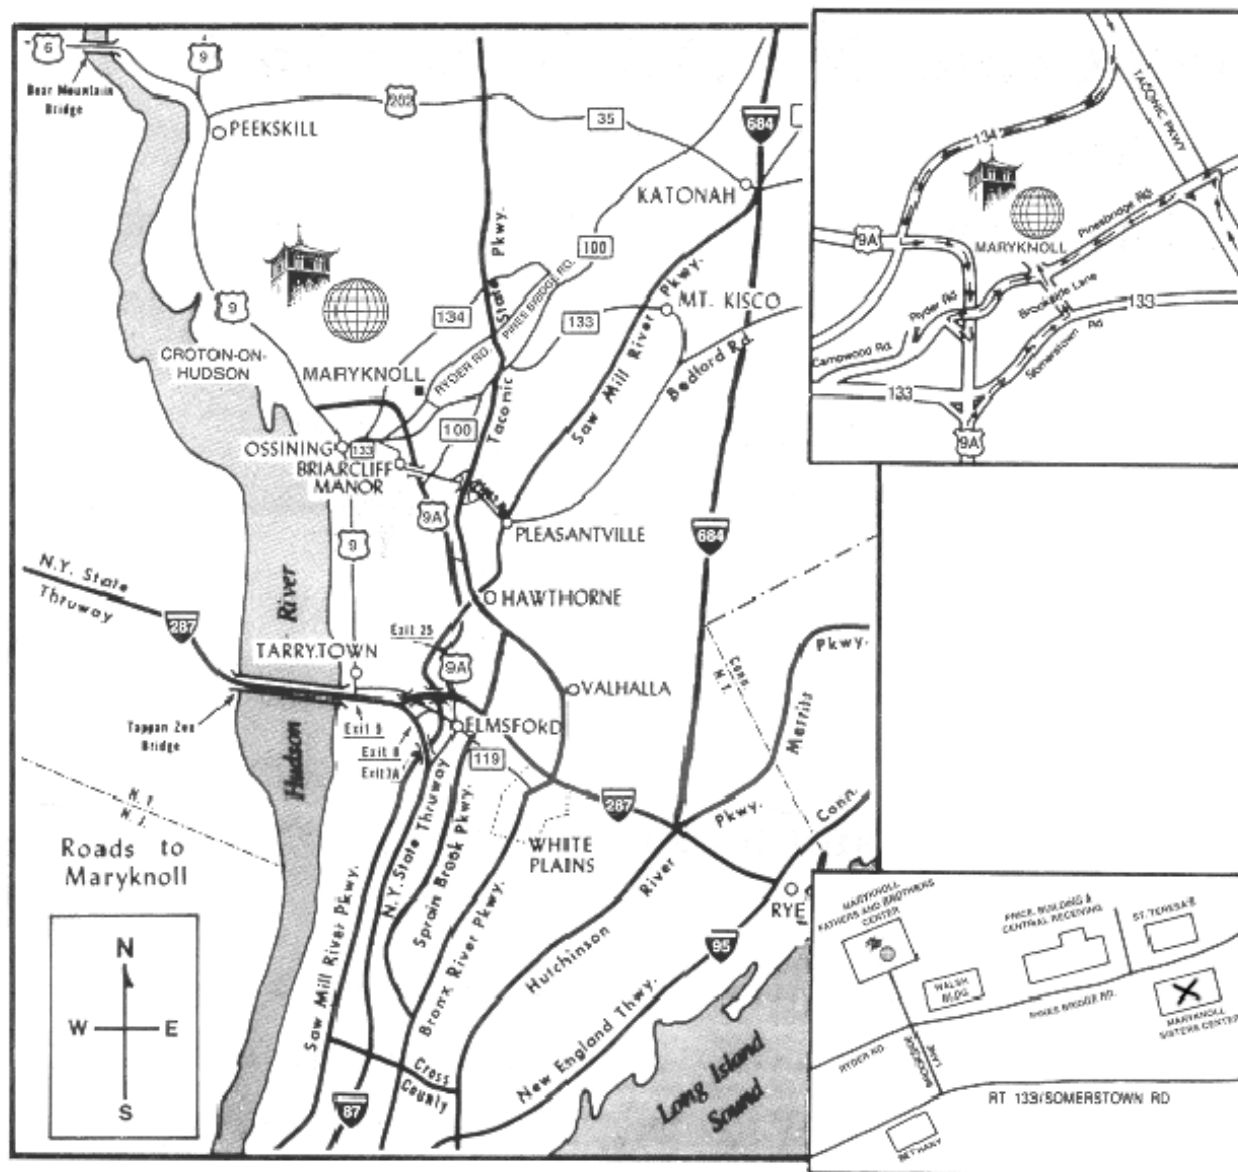 6
9
Bear Mountain
Bridge
PEEKSKILL
202
35
684
KATONAH
100
134
State Pkwy.
PINES BRIDGE RD.
133
MT. KISCO
9
CROTON-ON-
HUDSON
MARYKNOLL
RYDER RD.
Taconic
Saw Mill River Pkwy.
Bedford Rd.
100
OSSINING
133
BRIARCLIFF
MANOR
9A
9
PLEASANTVILLE
684
N.Y. State
Thruway
287
HAWTHORNE
Exit 25
TARRYTOWN
9A
VALHALLA
Conn
N.Y.
Merritt
Pkwy.
Tappan Zee
Bridge
Exit 9
Exit 8
ELMSFORD
119
Hudson River
287
Pkwy.
Conn.
N.Y.
N.J.
WHITE
PLAINS
Roads to
Maryknoll
N
W E
S
Saw Mill River Pkwy.
N.Y. State Thruway
Sprain Brook Pkwy.
Bronx River Pkwy.
Hutchinson River
New England Thwy.
95
RYE
Cross
County
87
Long Island
Sound
TACONIC PKWY
134
9A
MARYKNOLL
Pinesbridge Rd.
Ryder Rd
Brookside Lane
133
Campwood Rd.
Somerstown Rd
133
9A
MARYKNOLL
FATHERS AND BROTHERS
CENTER
PRICE BUILDING &
CENTRAL RECEIVING
ST. TERESA'S
WALSH
BLDG
PINES BRIDGE RD.
MARYKNOLL
SISTERS CENTER
RYDER RD
BROOKSIDE
LANE
RT 133/SOMERSTOWN RD
BETHANY